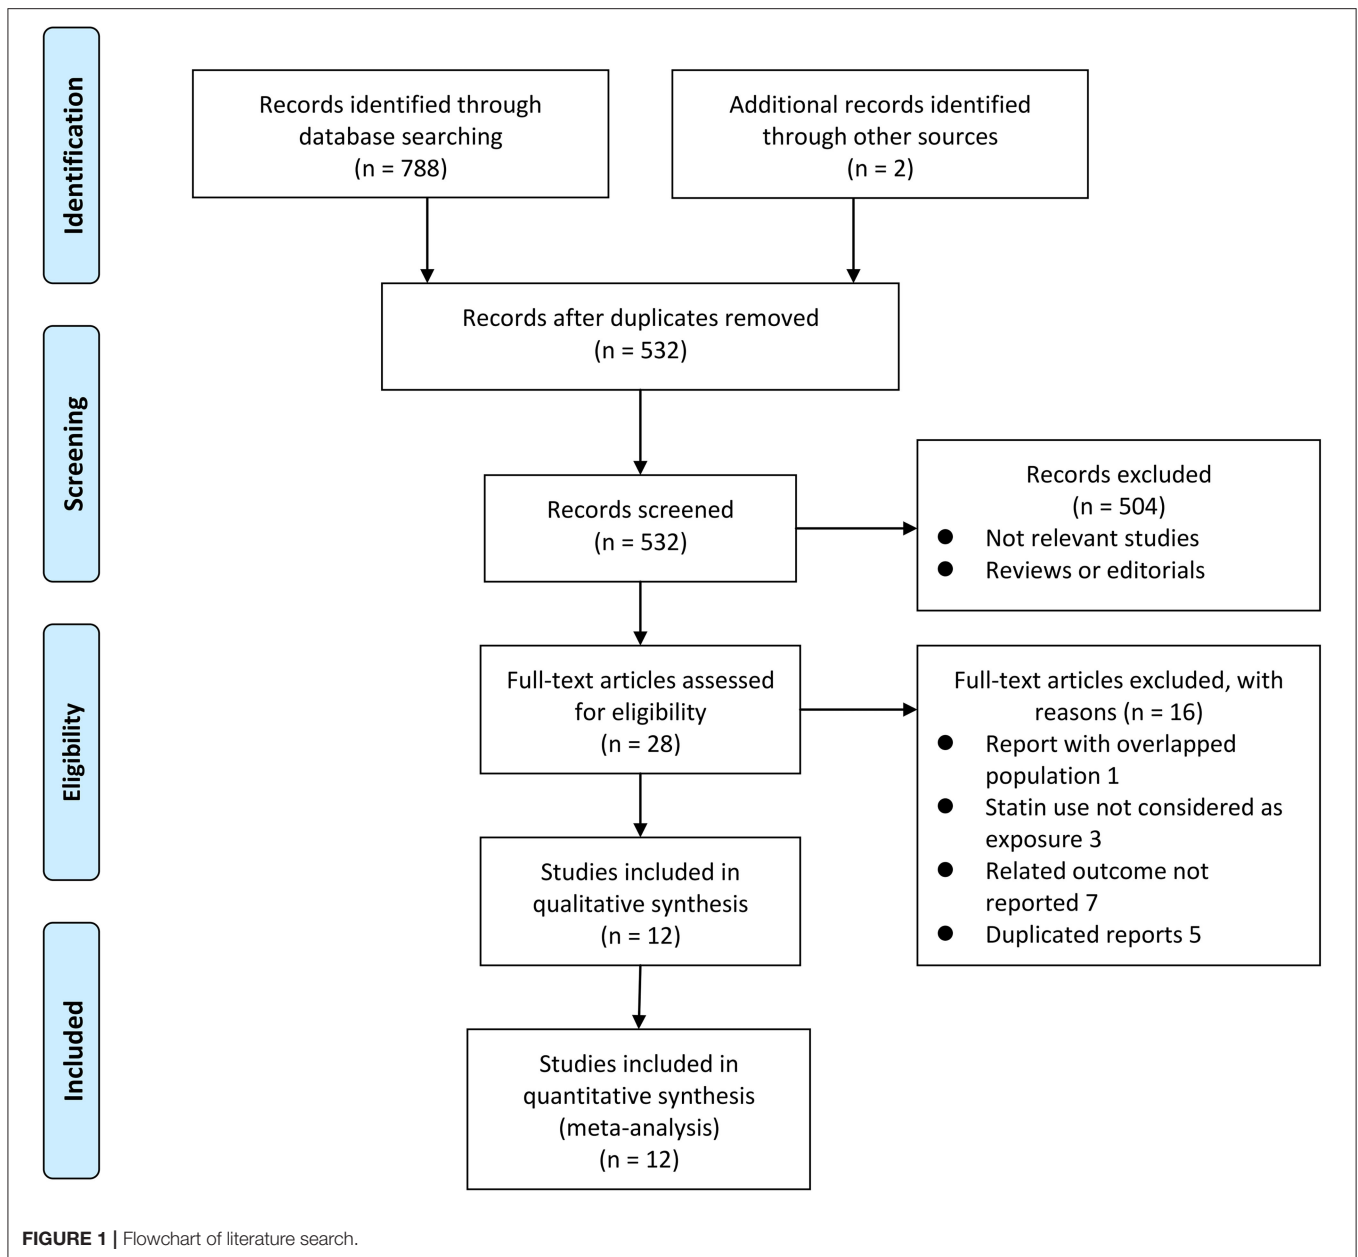 Identification
Records identified through
database searching
(n = 788)
Additional records identified
through other sources
(n = 2)
Records after duplicates removed
(n = 532)
Screening
Records screened
(n = 532)
Records excluded
(n = 504)
● Not relevant studies
● Reviews or editorials
Eligibility
Full-text articles assessed
for eligibility
(n = 28)
Full-text articles excluded, with
reasons (n = 16)
● Report with overlapped
population 1
● Statin use not considered as
exposure 3
● Related outcome not
reported 7
● Duplicated reports 5
Studies included in
qualitative synthesis
(n = 12)
Included
Studies included in
quantitative synthesis
(meta-analysis)
(n = 12)
FIGURE 1 | Flowchart of literature search.